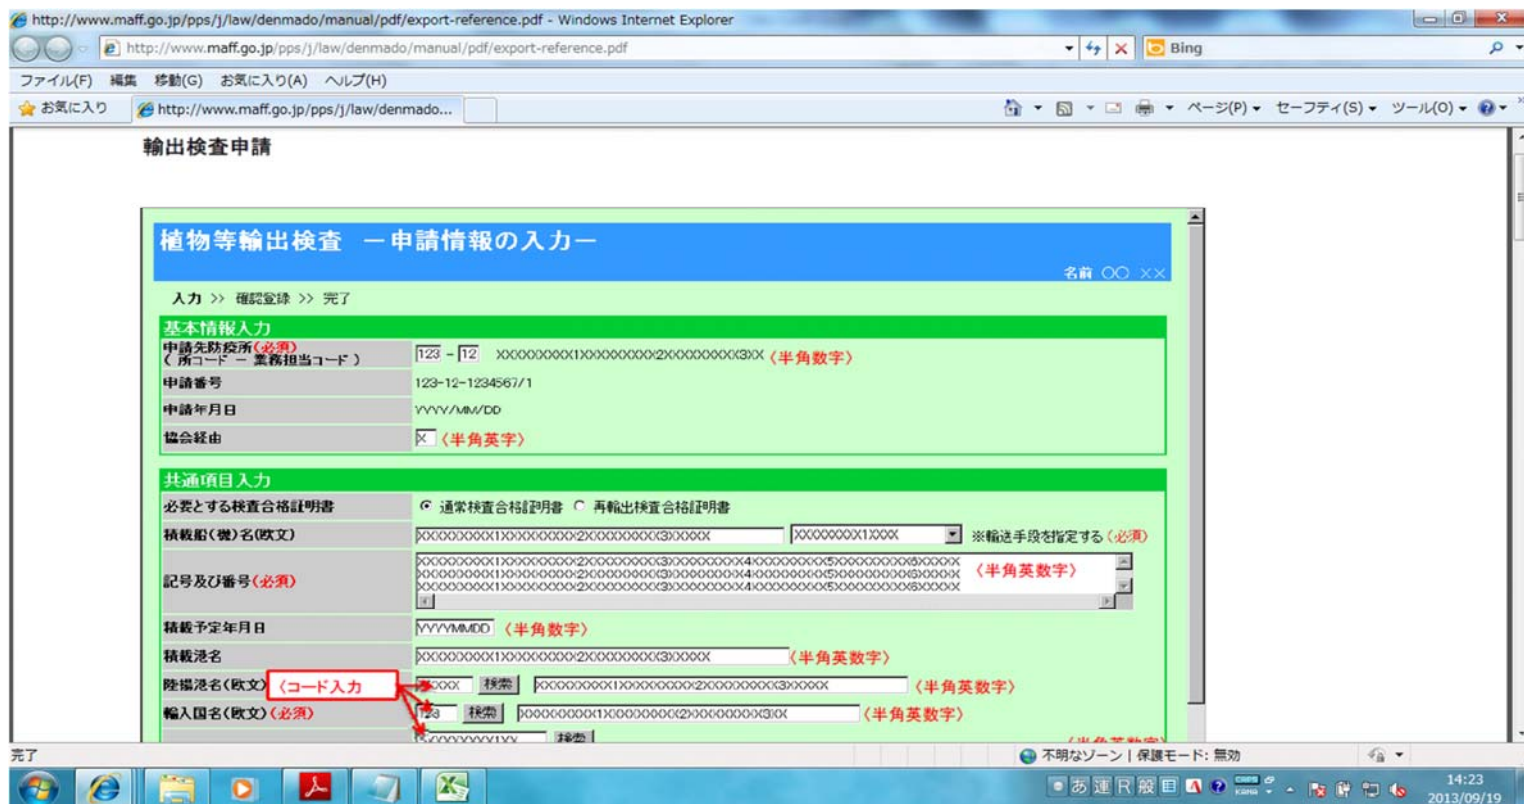 http://www.maff.go.jp/pps/j/law/denmado/manual/pdf/export-reference.pdf - Windows Internet Explorer
http://www.maff.go.jp/pps/j/law/denmado/manual/pdf/export-reference.pdf
Bing
ファイル(F) 編集 移動(G) お気に入り(A) ヘルプ(H)
お気に入り http://www.maff.go.jp/pps/j/law/denmado... ページ(P) セーフティ(S) ツール(O)
輸出検査申請
植物等輸出検査 －申請情報の入力－
名前 ○○ ××
入力 >> 確認登録 >> 完了
基本情報入力
申請先防疫所(必須)
( 所コード － 業務担当コード )
123 - 12 XXXXXXXXX1XXXXXXXXX2XXXXXXXXX3XX 〈半角数字〉
申請番号 123-12-1234567/1
申請年月日 YYYY/MM/DD
協会経由 X 〈半角英字〉
共通項目入力
必要とする検査合格証明書 通常検査合格証明書 再輸出検査合格証明書
積載船(機)名(欧文) XXXXXXXXX1XXXXXXXXX2XXXXXXXXX3XXXXX XXXXXXXXX1XXXX ※輸送手段を指定する(必須)
記号及び番号(必須)
XXXXXXXXX1XXXXXXXXX2XXXXXXXXX3XXXXXXXXX4XXXXXXXXX5XXXXXXXXX6XXXXX
XXXXXXXXX1XXXXXXXXX2XXXXXXXXX3XXXXXXXXX4XXXXXXXXX5XXXXXXXXX6XXXXX
XXXXXXXXX1XXXXXXXXX2XXXXXXXXX3XXXXXXXXX4XXXXXXXXX5XXXXXXXXX6XXXXX
〈半角英数字〉
積載予定年月日 YYYYMMDD 〈半角数字〉
積載港名 XXXXXXXXX1XXXXXXXXX2XXXXXXXXX3XXXXX 〈半角英数字〉
陸揚港名(欧文) 〈コード入力 検索 XXXXXXXXX1XXXXXXXXX2XXXXXXXXX3XXXXX 〈半角英数字〉
輸入国名(欧文)(必須) 123 検索 XXXXXXXXX1XXXXXXXXX2XXXXXXXXX3XX 〈半角英数字〉
検索
完了 不明なゾーン | 保護モード: 無効
あ 連 R 般 CAPS KANA
14:23
2013/09/19